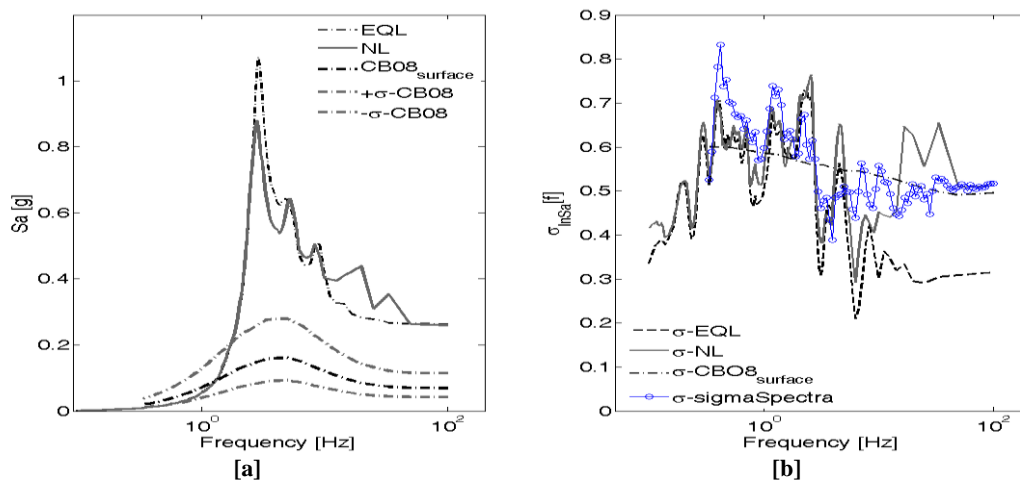 EQL
NL
CB08surface
+σ-CB08
-σ-CB08
Sa [g]
1
0.8
0.6
0.4
0.2
0
10^0
10^2
Frequency [Hz]
[a]
σlnSa[f]
0.9
0.8
0.7
0.6
0.5
0.4
0.3
0.2
0.1
0
σ-EQL
σ-NL
σ-CBO8surface
σ-sigmaSpectra
10^0
10^2
Frequency [Hz]
[b]